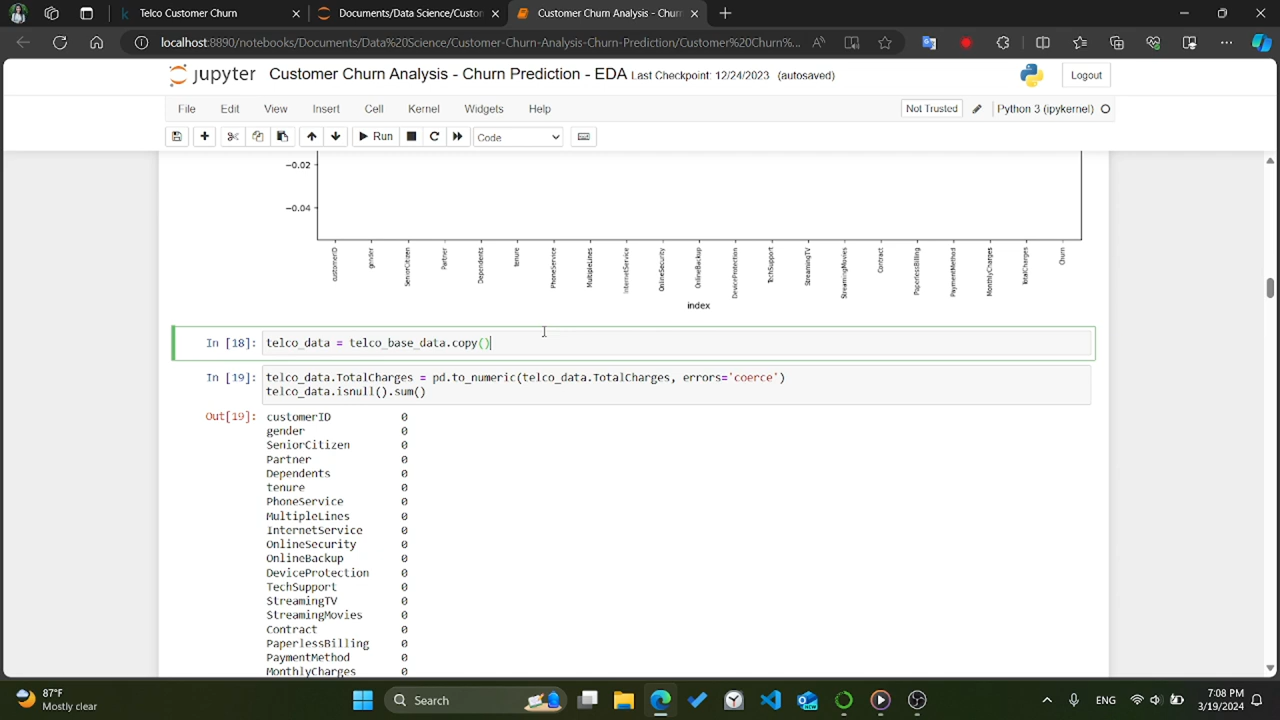 Telco Customer Churn
Documents/Data Science/Custor
Customer Churn Analysis - Churn
localhost:8890/notebooks/Documents/Data%20Science/Customer-Churn-Analysis-Churn-Prediction/Customer%20Churn%...
jupyter Customer Churn Analysis - Churn Prediction - EDA Last Checkpoint: 12/24/2023 (autosaved)
Logout
File Edit View Insert Cell Kernel Widgets Help
Not Trusted
Python 3 (ipykernel)
Run
Code
−0.02
−0.04
customerID
gender
SeniorCitizen
Partner
Dependents
tenure
PhoneService
MultipleLines
InternetService
OnlineSecurity
OnlineBackup
DeviceProtection
TechSupport
StreamingTV
StreamingMovies
Contract
PaperlessBilling
PaymentMethod
MonthlyCharges
TotalCharges
Churn
index
In [18]: telco_data = telco_base_data.copy()
In [19]: telco_data.TotalCharges = pd.to_numeric(telco_data.TotalCharges, errors='coerce')
telco_data.isnull().sum()
Out[19]: customerID 0
gender 0
SeniorCitizen 0
Partner 0
Dependents 0
tenure 0
PhoneService 0
MultipleLines 0
InternetService 0
OnlineSecurity 0
OnlineBackup 0
DeviceProtection 0
TechSupport 0
StreamingTV 0
StreamingMovies 0
Contract 0
PaperlessBilling 0
PaymentMethod 0
MonthlyCharges 0
87°F
Mostly clear
Search
ENG
7:08 PM
3/19/2024